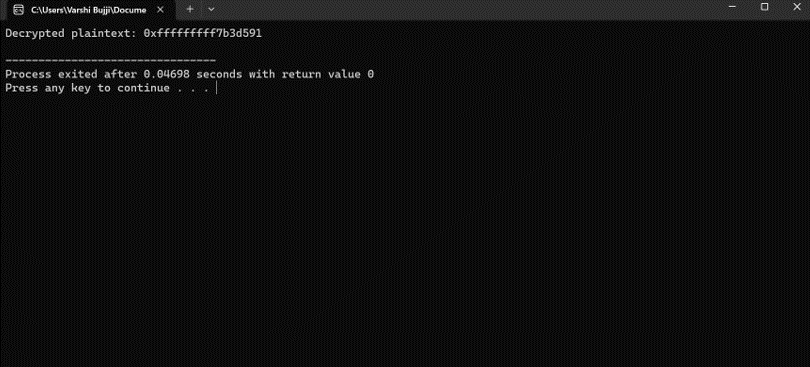 C:\Users\Varshi Bujji\Docume
Decrypted plaintext: 0xfffffffff7b3d591
--------------------------------
Process exited after 0.04698 seconds with return value 0
Press any key to continue . . .